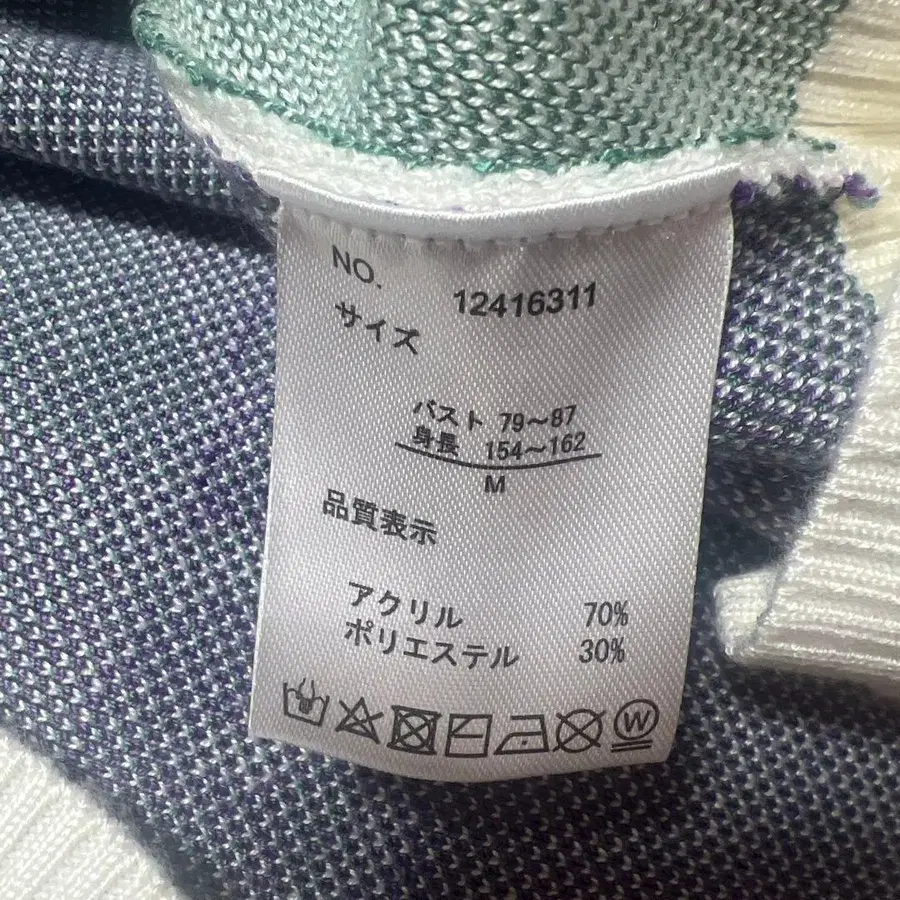 NO.
12416311
サイズ
バスト 79〜87
身長 154〜162
M
品質表示
アクリル 70%
ポリエステル 30%
W